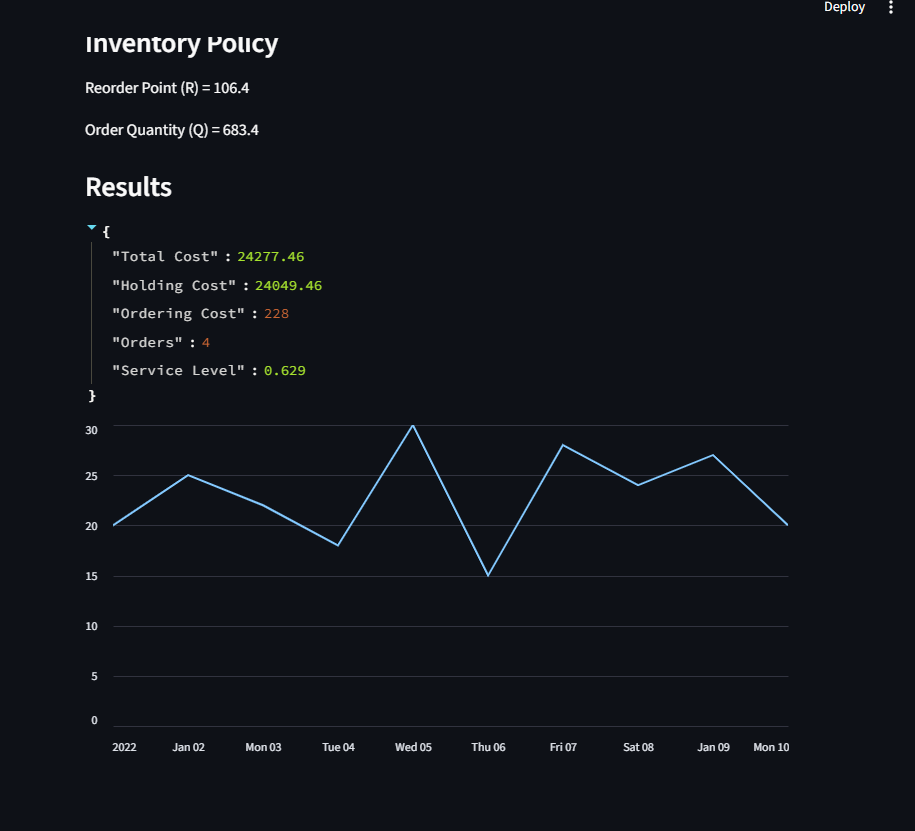 Deploy
Inventory Policy
Reorder Point (R) = 106.4
Order Quantity (Q) = 683.4
Results
{
"Total Cost" : 24277.46
"Holding Cost" : 24049.46
"Ordering Cost" : 228
"Orders" : 4
"Service Level" : 0.629
}
30
25
20
15
10
5
0
2022 Jan 02 Mon 03 Tue 04 Wed 05 Thu 06 Fri 07 Sat 08 Jan 09 Mon 10